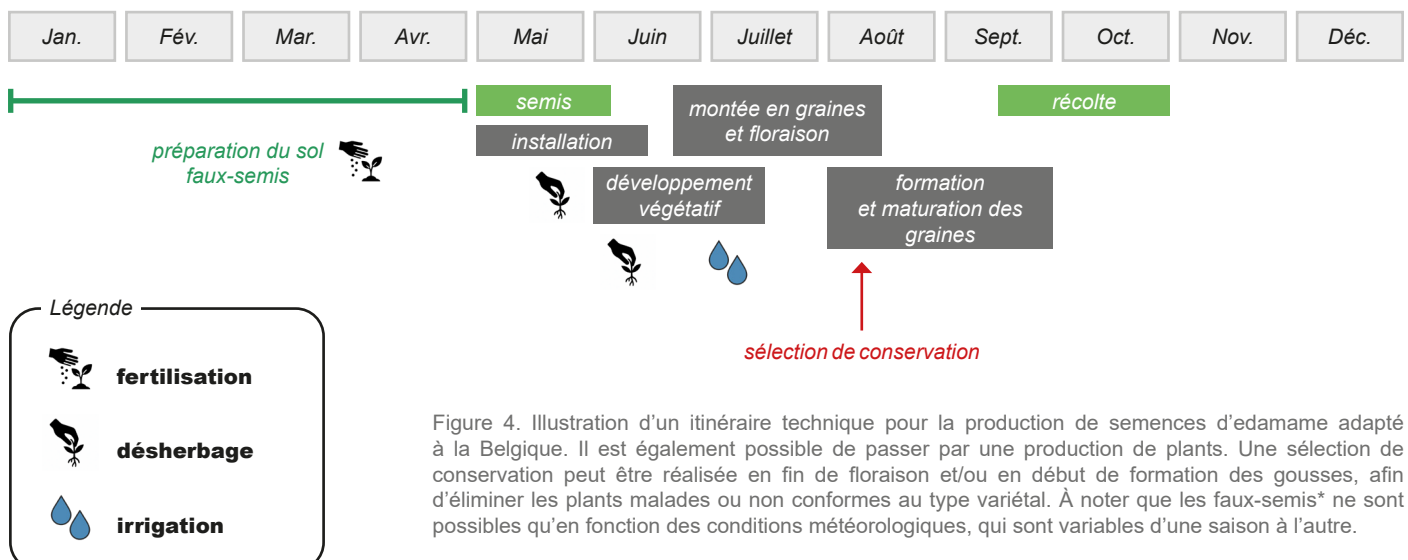 Jan. Fév. Mar. Avr. Mai Juin Juillet Août Sept. Oct. Nov. Déc.
semis
récolte
montée en graines
et floraison
installation
préparation du sol
faux-semis
développement
végétatif
formation
et maturation des
graines
sélection de conservation
Légende
fertilisation
désherbage
irrigation
Figure 4. Illustration d’un itinéraire technique pour la production de semences d’edamame adapté
à la Belgique. Il est également possible de passer par une production de plants. Une sélection de
conservation peut être réalisée en fin de floraison et/ou en début de formation des gousses, afin
d’éliminer les plants malades ou non conformes au type variétal. À noter que les faux-semis* ne sont
possibles qu’en fonction des conditions météorologiques, qui sont variables d’une saison à l’autre.